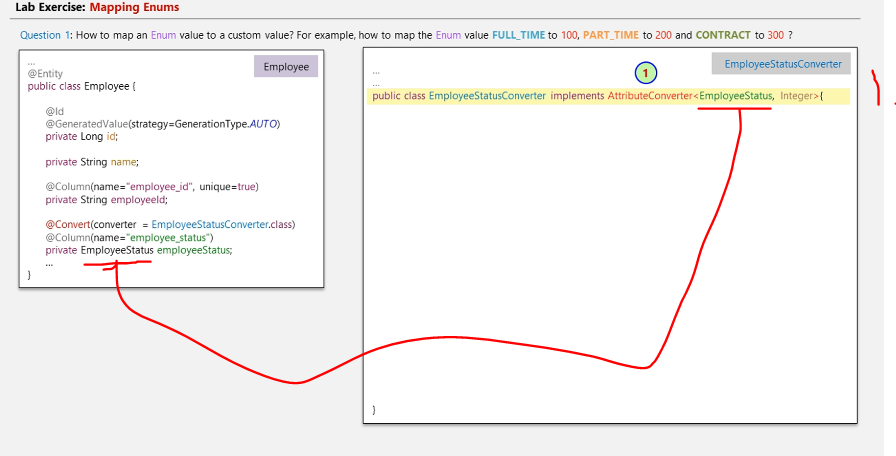 Lab Exercise: Mapping Enums
Question 1: How to map an Enum value to a custom value? For example, how to map the Enum value FULL_TIME to 100, PART_TIME to 200 and CONTRACT to 300 ?
Employee
...
@Entity
public class Employee {
@Id
@GeneratedValue(strategy=GenerationType.AUTO)
private Long id;
private String name;
@Column(name="employee_id", unique=true)
private String employeeId;
@Convert(converter = EmployeeStatusConverter.class)
@Column(name="employee_status")
private EmployeeStatus employeeStatus;
...
}
EmployeeStatusConverter
1
...
...
public class EmployeeStatusConverter implements AttributeConverter<EmployeeStatus, Integer>{
}